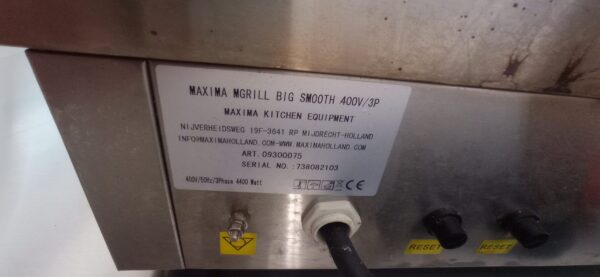 MAXIMA MGRILL BIG SMOOTH 400V/3P
MAXIMA KITCHEN EQUIPMENT
NIJVERHEIDSWEG 19F-3641 RP MIJDRECHT-HOLLAND
INFO@MAXIMAHOLLAND.COM-WWW.MAXIMAHOLLAND.COM
ART.09300075
SERIAL NO.:738082103
400V/50Hz/3Phase 4400 Watt
CE
RESET
RESET